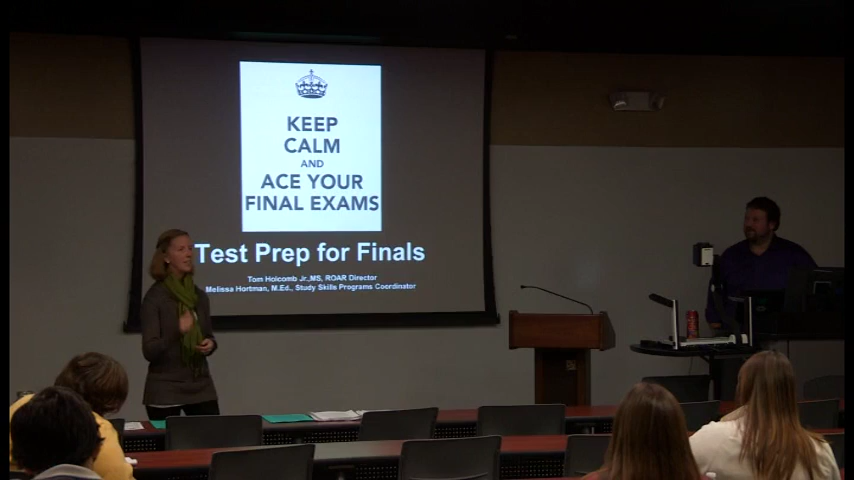 KEEP
CALM
AND
ACE YOUR
FINAL EXAMS
Test Prep for Finals
Tom Holcomb Jr.,MS, ROAR Director
Melissa Hortman, M.Ed., Study Skills Programs Coordinator